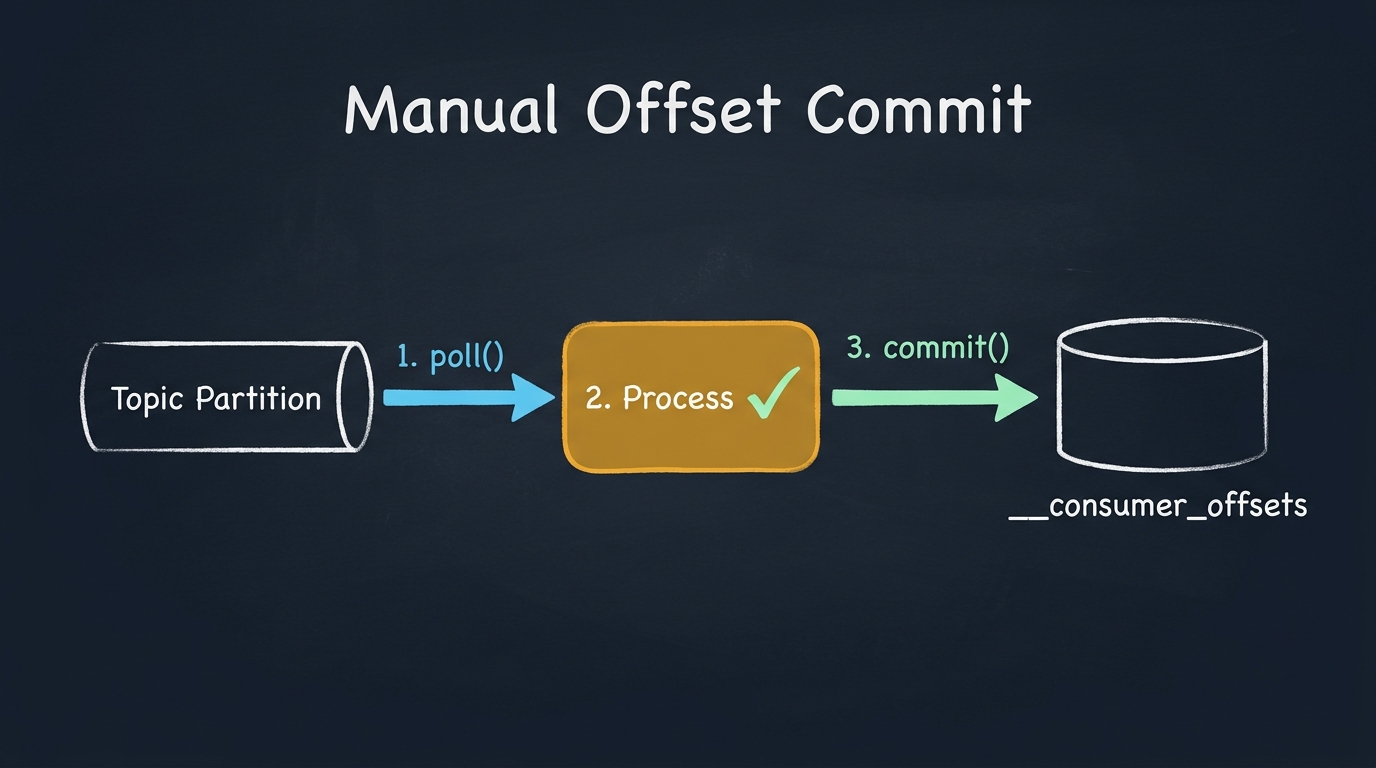 Manual Offset Commit
Topic Partition
1. poll()
2. Process
3. commit()
__consumer_offsets